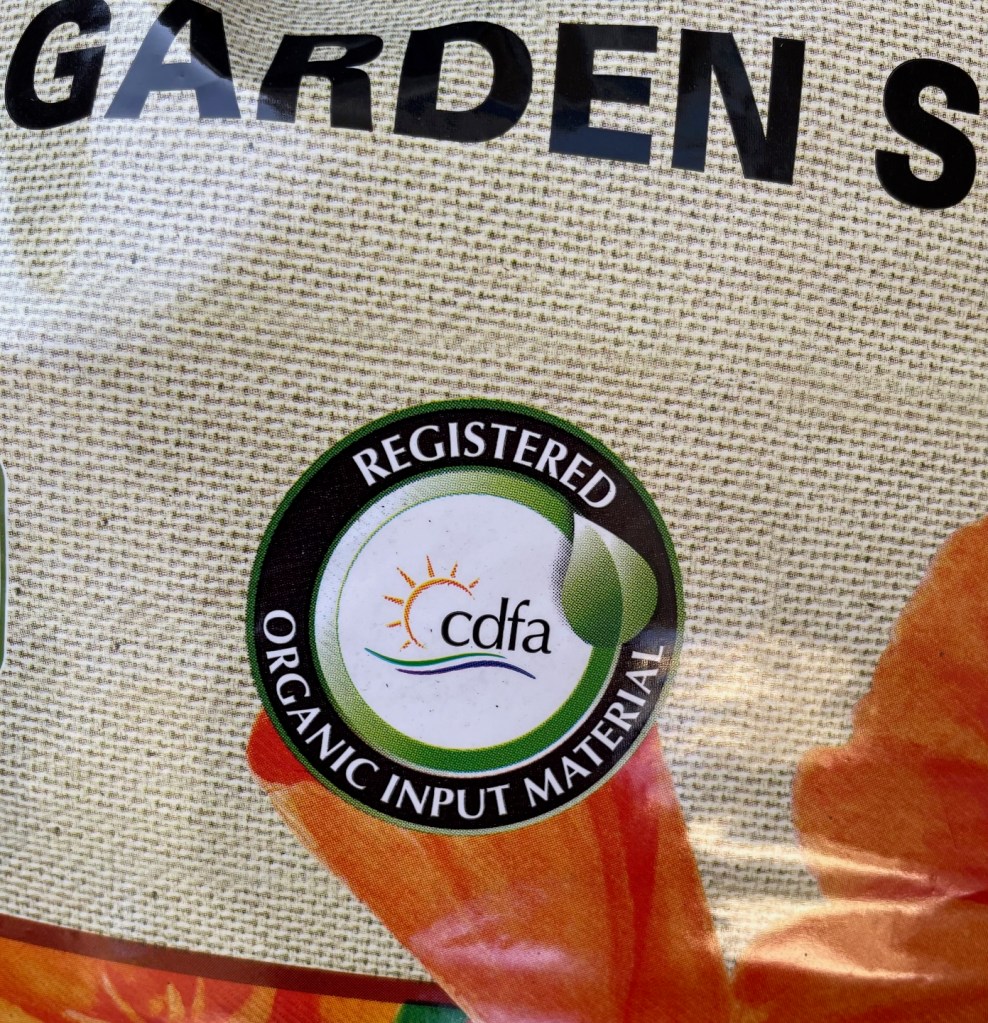 GARDEN S
REGISTERED
cdfa
ORGANIC INPUT MATERIAL